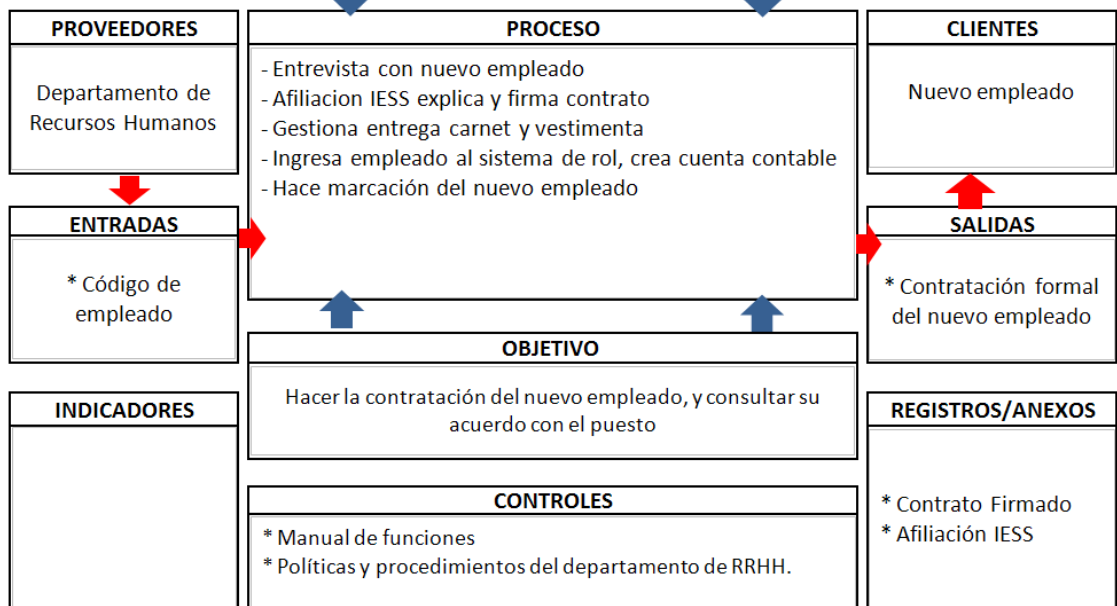 PROVEEDORES
Departamento de
Recursos Humanos
PROCESO
- Entrevista con nuevo empleado
- Afiliacion IESS explica y firma contrato
- Gestiona entrega carnet y vestimenta
- Ingresa empleado al sistema de rol, crea cuenta contable
- Hace marcación del nuevo empleado
CLIENTES
Nuevo empleado
ENTRADAS
* Código de
empleado
SALIDAS
* Contratación formal
del nuevo empleado
OBJETIVO
Hacer la contratación del nuevo empleado, y consultar su
acuerdo con el puesto
INDICADORES
REGISTROS/ANEXOS
* Contrato Firmado
* Afiliación IESS
CONTROLES
* Manual de funciones
* Políticas y procedimientos del departamento de RRHH.